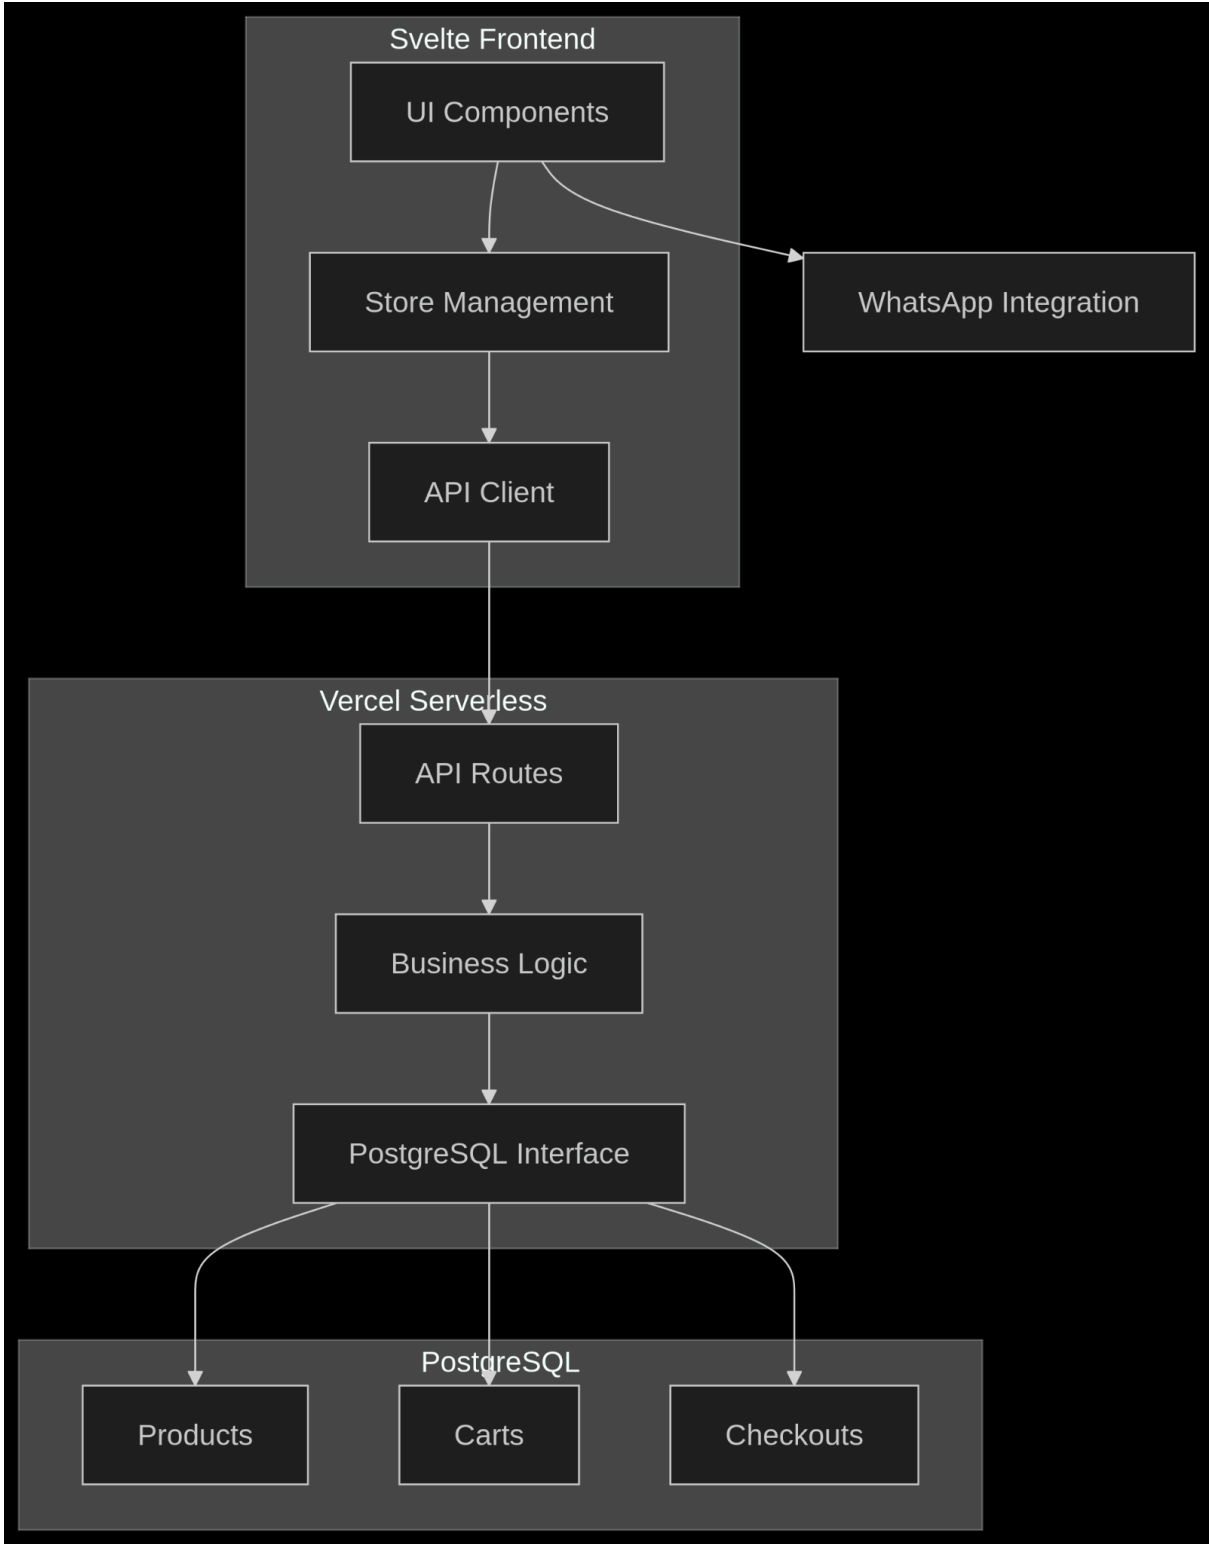 Svelte Frontend
UI Components
Store Management
WhatsApp Integration
API Client
Vercel Serverless
API Routes
Business Logic
PostgreSQL Interface
PostgreSQL
Products
Carts
Checkouts